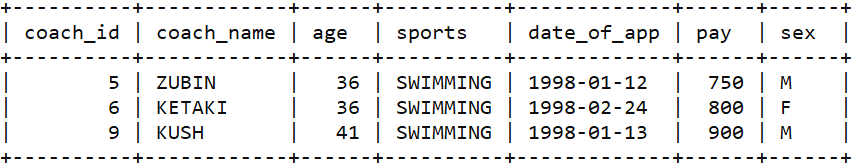 +----------+------------+------+----------+-------------+------+------+
| coach_id | coach_name | age  | sports   | date_of_app | pay  | sex  |
+----------+------------+------+----------+-------------+------+------+
|        5 | ZUBIN      |   36 | SWIMMING | 1998-01-12  |  750 | M    |
|        6 | KETAKI     |   36 | SWIMMING | 1998-02-24  |  800 | F    |
|        9 | KUSH       |   41 | SWIMMING | 1998-01-13  |  900 | M    |
+----------+------------+------+----------+-------------+------+------+